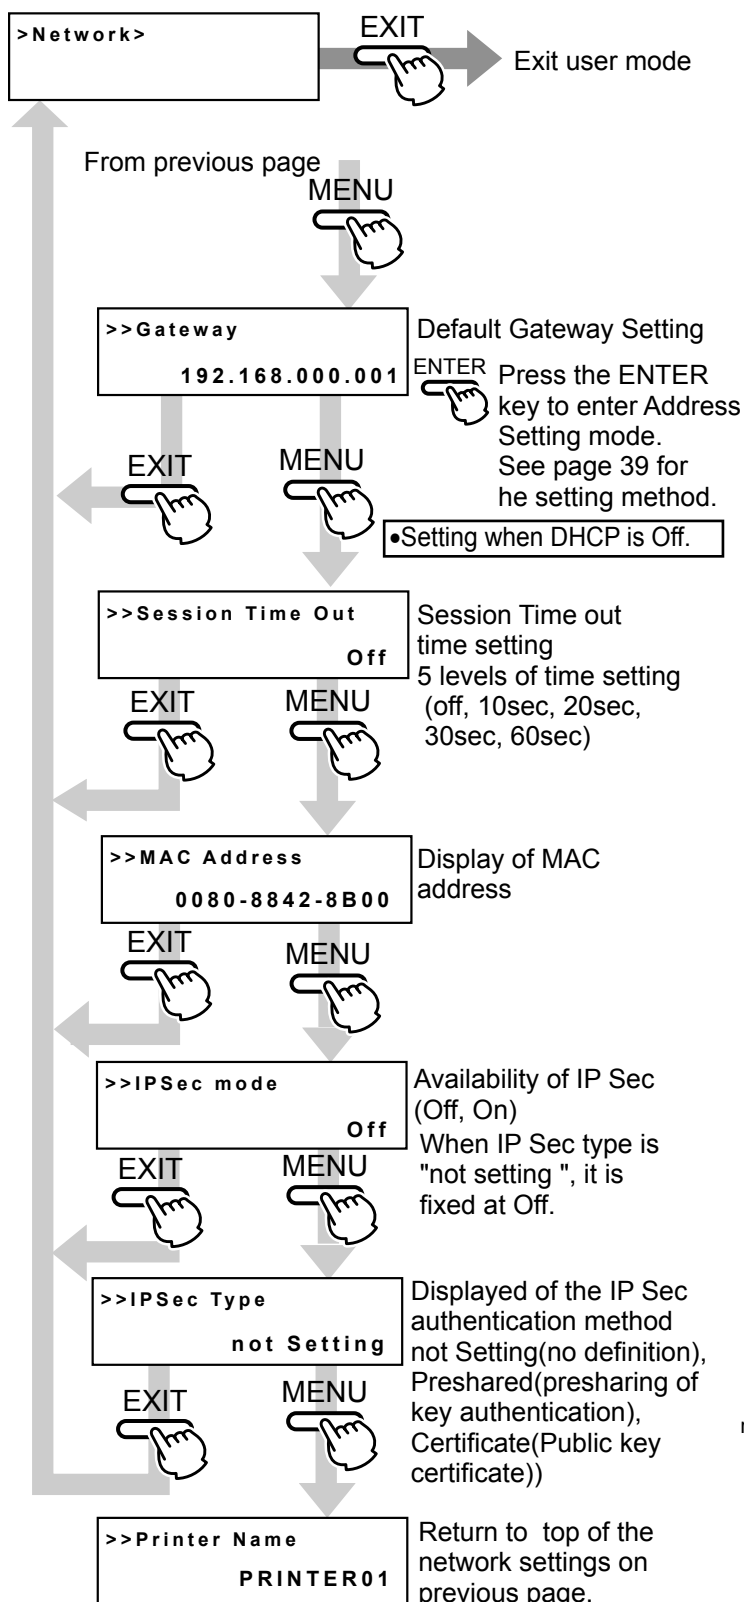 >Network>
EXIT
Exit user mode
From previous page
MENU
>>Gateway
192.168.000.001
Default Gateway Setting
ENTER
Press the ENTER
key to enter Address
Setting mode.
See page 39 for
he setting method.
EXIT
MENU
•Setting when DHCP is Off.
>>Session Time Out
Off
Session Time out
time setting
5 levels of time setting
(off, 10sec, 20sec,
30sec, 60sec)
EXIT
MENU
>>MAC Address
0080-8842-8B00
Display of MAC
address
EXIT
MENU
>>IPSec mode
Off
Availability of IP Sec
(Off, On)
When IP Sec type is
"not setting ", it is
fixed at Off.
EXIT
MENU
>>IPSec Type
not Setting
Displayed of the IP Sec
authentication method
not Setting(no definition),
Preshared(presharing of
key authentication),
Certificate(Public key
certificate))
EXIT
MENU
>>Printer Name
PRINTER01
Return to top of the
network settings on
previous page.